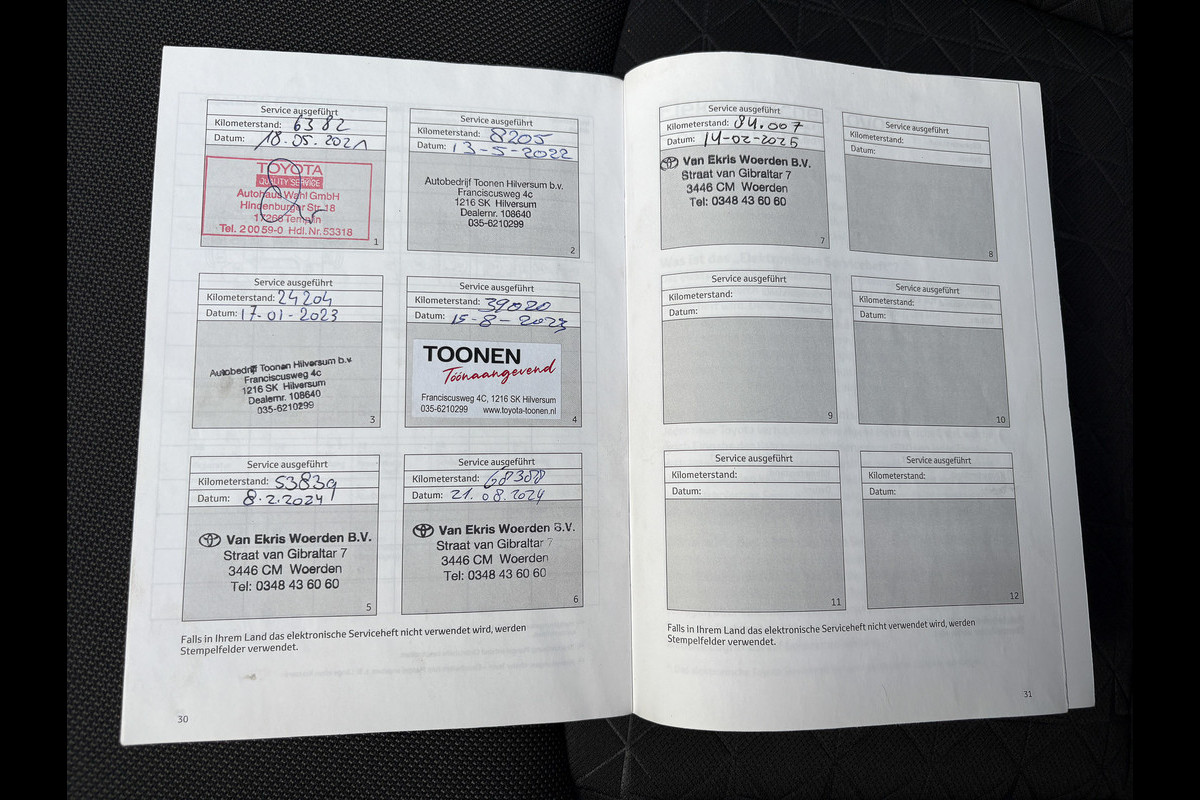 Service ausgeführt
Kilometerstand: 6382
Datum: 18.05.2021
TOYOTA
QUALITY SERVICE
Autohaus Wahl GmbH
Hindenburger Str. 18
17268 Templin
Tel. 2 00 59-0 Hdl. Nr. 53318
1
Service ausgeführt
Kilometerstand: 8205
Datum: 13-5-2022
Autobedrijf Toonen Hilversum b.v.
Franciscusweg 4c
1216 SK Hilversum
Dealernr. 108640
035-6210299
2
Service ausgeführt
Kilometerstand: 24204
Datum: 17-01-2023
Autobedrijf Toonen Hilversum b.v.
Franciscusweg 4c
1216 SK Hilversum
Dealernr. 108640
035-6210299
3
Service ausgeführt
Kilometerstand: 39020
Datum: 15-8-2023
TOONEN
Töónaangevend
Franciscusweg 4C, 1216 SK Hilversum
035-6210299 www.toyota-toonen.nl
4
Service ausgeführt
Kilometerstand: 53839
Datum: 8.2.2024
Van Ekris Woerden B.V.
Straat van Gibraltar 7
3446 CM Woerden
Tel: 0348 43 60 60
5
Service ausgeführt
Kilometerstand: 68388
Datum: 21.08.2024
Van Ekris Woerden B.V.
Straat van Gibraltar 7
3446 CM Woerden
Tel: 0348 43 60 60
6
Falls in Ihrem Land das elektronische Serviceheft nicht verwendet wird, werden
Stempelfelder verwendet.
30
Service ausgeführt
Kilometerstand: 84.007
Datum: 14-02-2025
Van Ekris Woerden B.V.
Straat van Gibraltar 7
3446 CM Woerden
Tel: 0348 43 60 60
7
Service ausgeführt
Kilometerstand:
Datum:
8
Service ausgeführt
Kilometerstand:
Datum:
9
Service ausgeführt
Kilometerstand:
Datum:
10
Service ausgeführt
Kilometerstand:
Datum:
11
Service ausgeführt
Kilometerstand:
Datum:
12
Falls in Ihrem Land das elektronische Serviceheft nicht verwendet wird, werden
Stempelfelder verwendet.
31